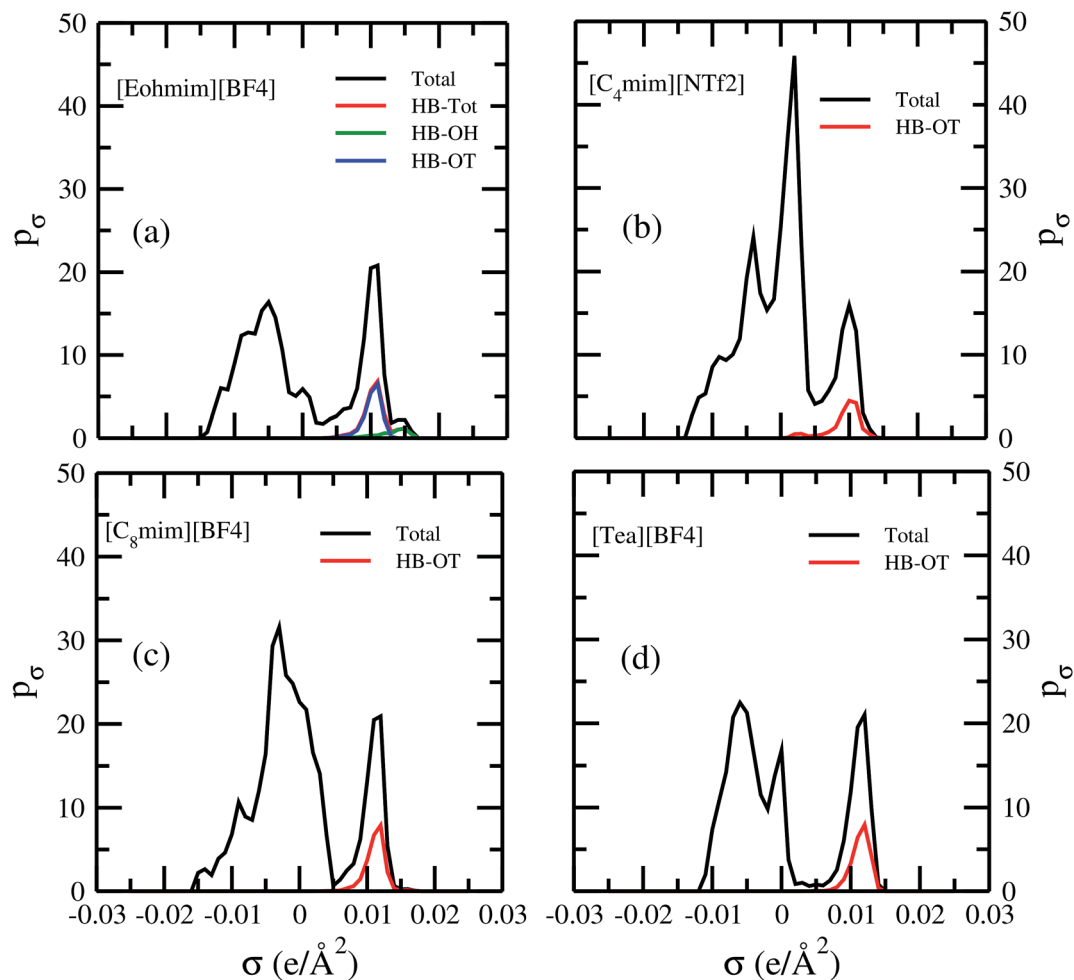 50
40
30
20
10
0
pσ
[Eohmim][BF4]
Total
HB-Tot
HB-OH
HB-OT
(a)
[C₄mim][NTf2]
Total
HB-OT
(b)
50
40
30
20
10
0
pσ
50
40
30
20
10
0
pσ
[C₈mim][BF4]
Total
HB-OT
(c)
-0.03 -0.02 -0.01 0 0.01 0.02 0.03
σ (e/Å²)
[Tea][BF4]
Total
HB-OT
(d)
50
40
30
20
10
0
pσ
-0.02 -0.01 0 0.01 0.02 0.03
σ (e/Å²)